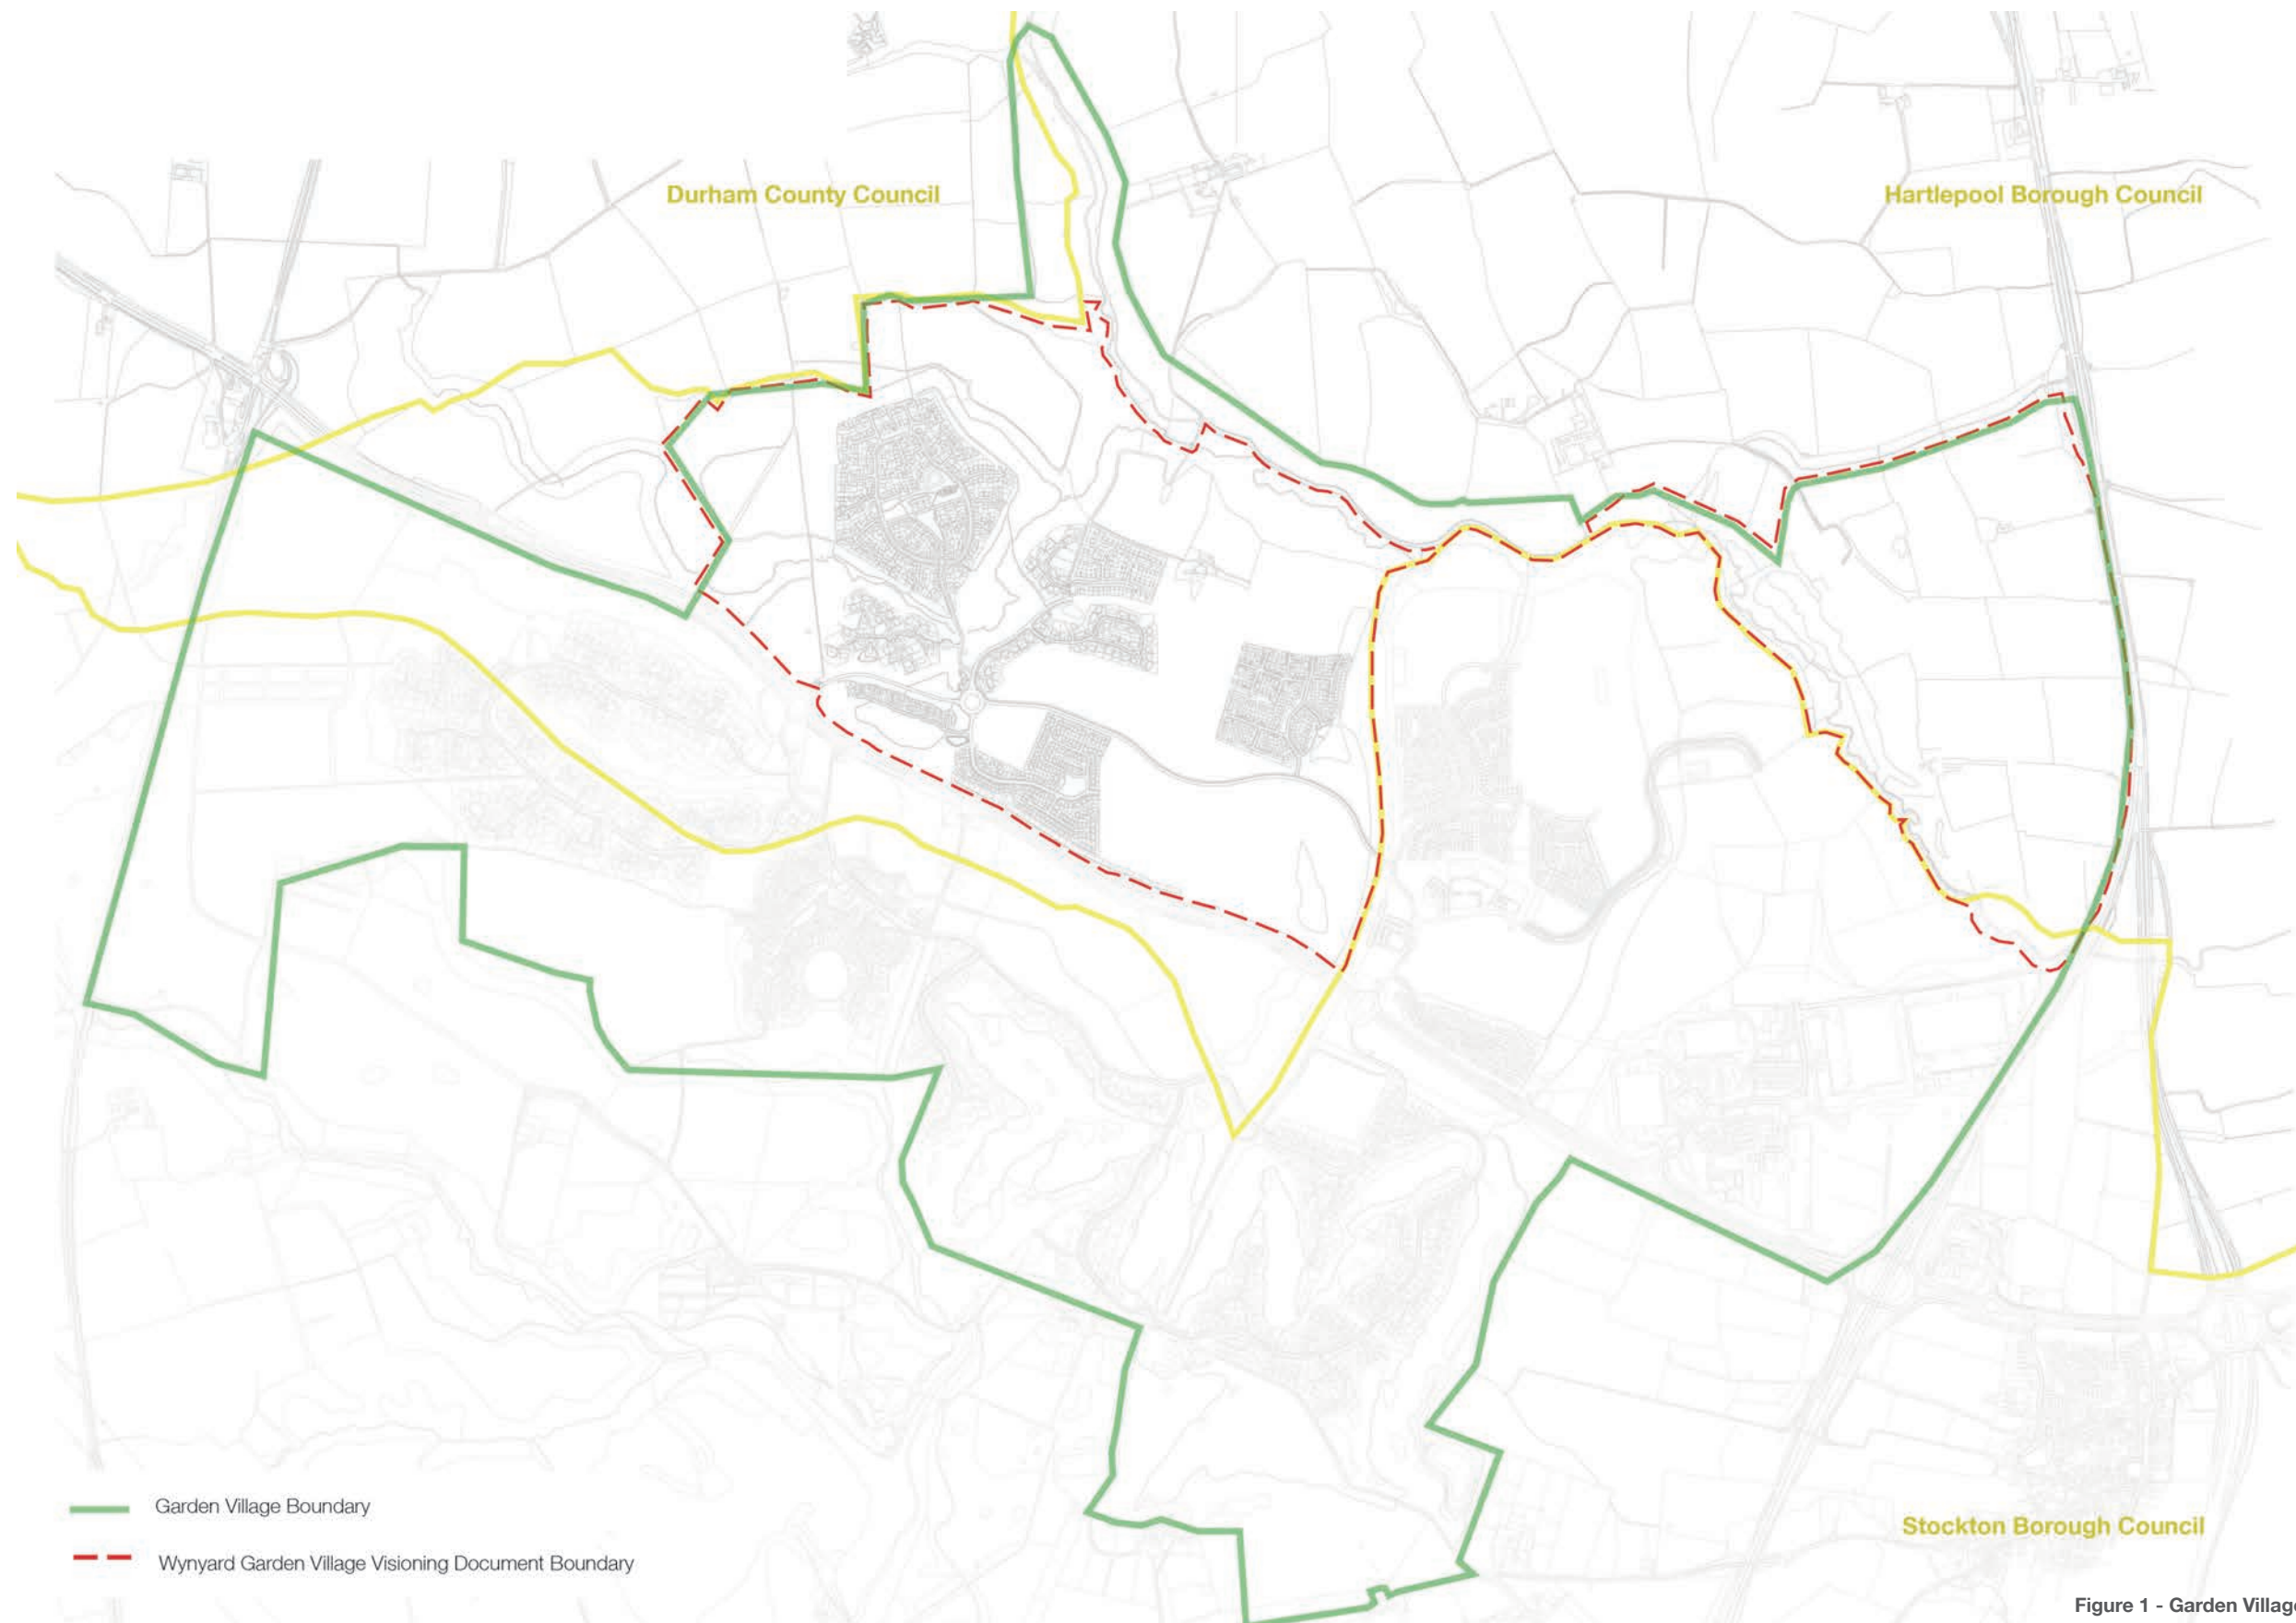 Durham County Council
Hartlepool Borough Council
Garden Village Boundary
Wynyard Garden Village Visioning Document Boundary
Stockton Borough Council
Figure 1 - Garden Village